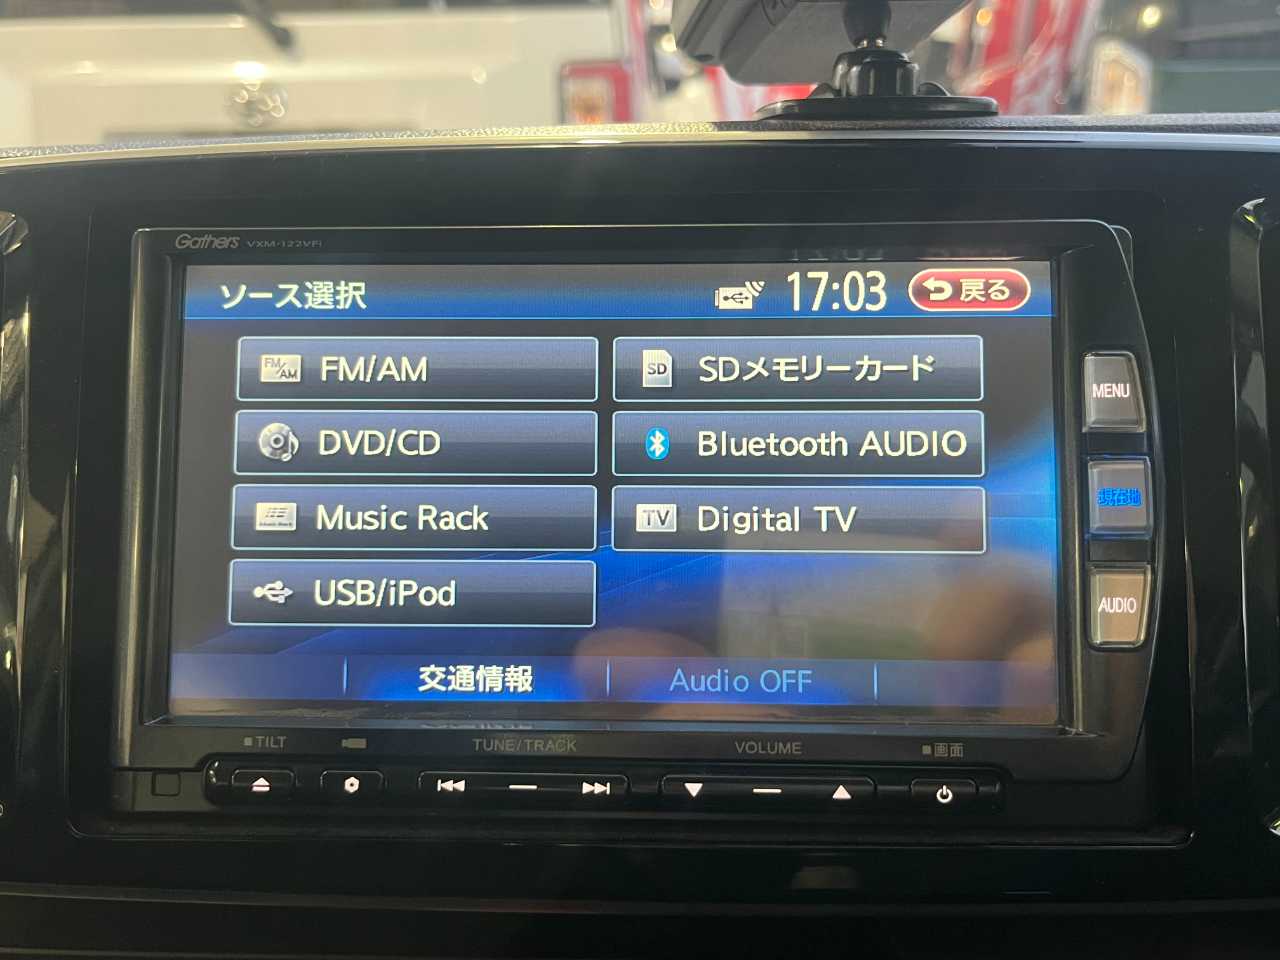 Gathers VXM-122VFi
ソース選択 17:03 戻る
FM/AM FM/AM
SD SDメモリーカード
DVD/CD
Bluetooth AUDIO
Music Rack
TV Digital TV
USB/iPod
交通情報 Audio OFF
MENU
現在地
AUDIO
TILT TUNE/TRACK VOLUME 画面